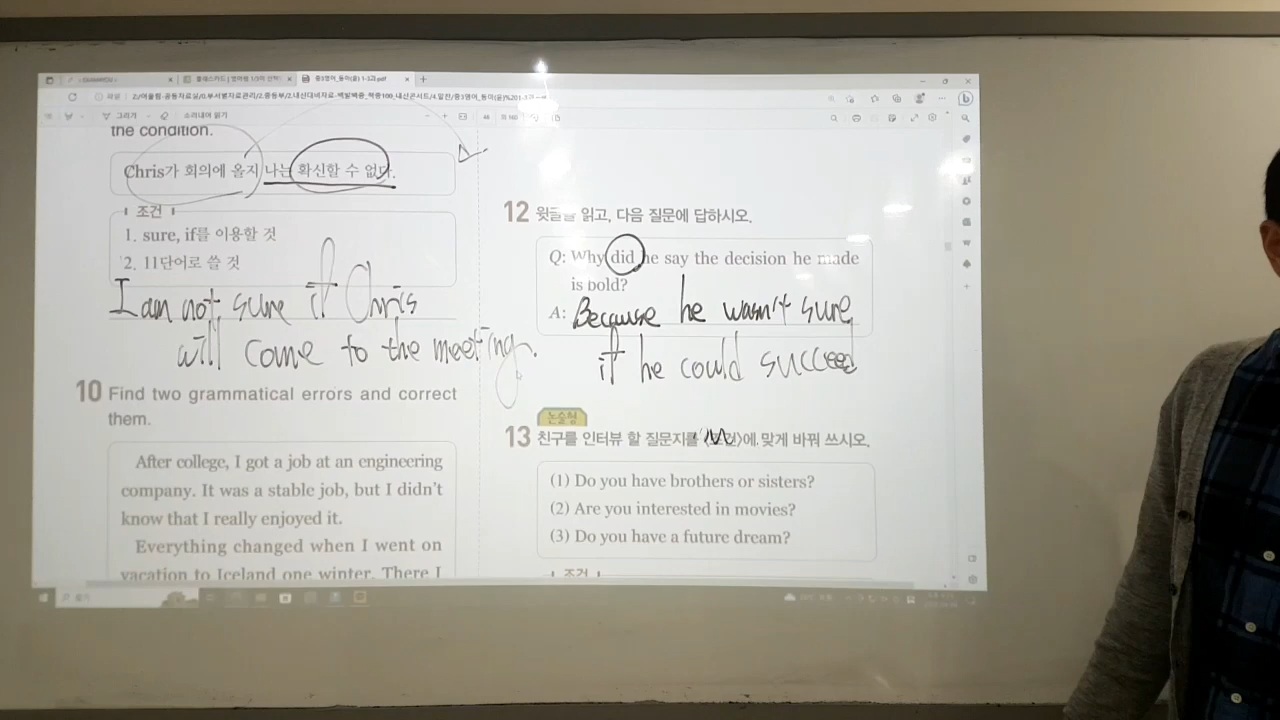 the condition.
Chris가 회의에 올지 나는 확신할 수 없다.
조건
1. sure, if를 이용할 것
2. 11단어로 쓸 것
I am not sure if Chris
will come to the meeting.
10 Find two grammatical errors and correct
them.
After college, I got a job at an engineering
company. It was a stable job, but I didn't
know that I really enjoyed it.
Everything changed when I went on
vacation to Iceland one winter. There I
12 윗글을 읽고, 다음 질문에 답하시오.
Q: Why did he say the decision he made
is bold?
A: Because he wasn't sure
if he could succeed
논술형
13 친구를 인터뷰 할 질문지를 에 맞게 바꿔 쓰시오.
(1) Do you have brothers or sisters?
(2) Are you interested in movies?
(3) Do you have a future dream?
조건